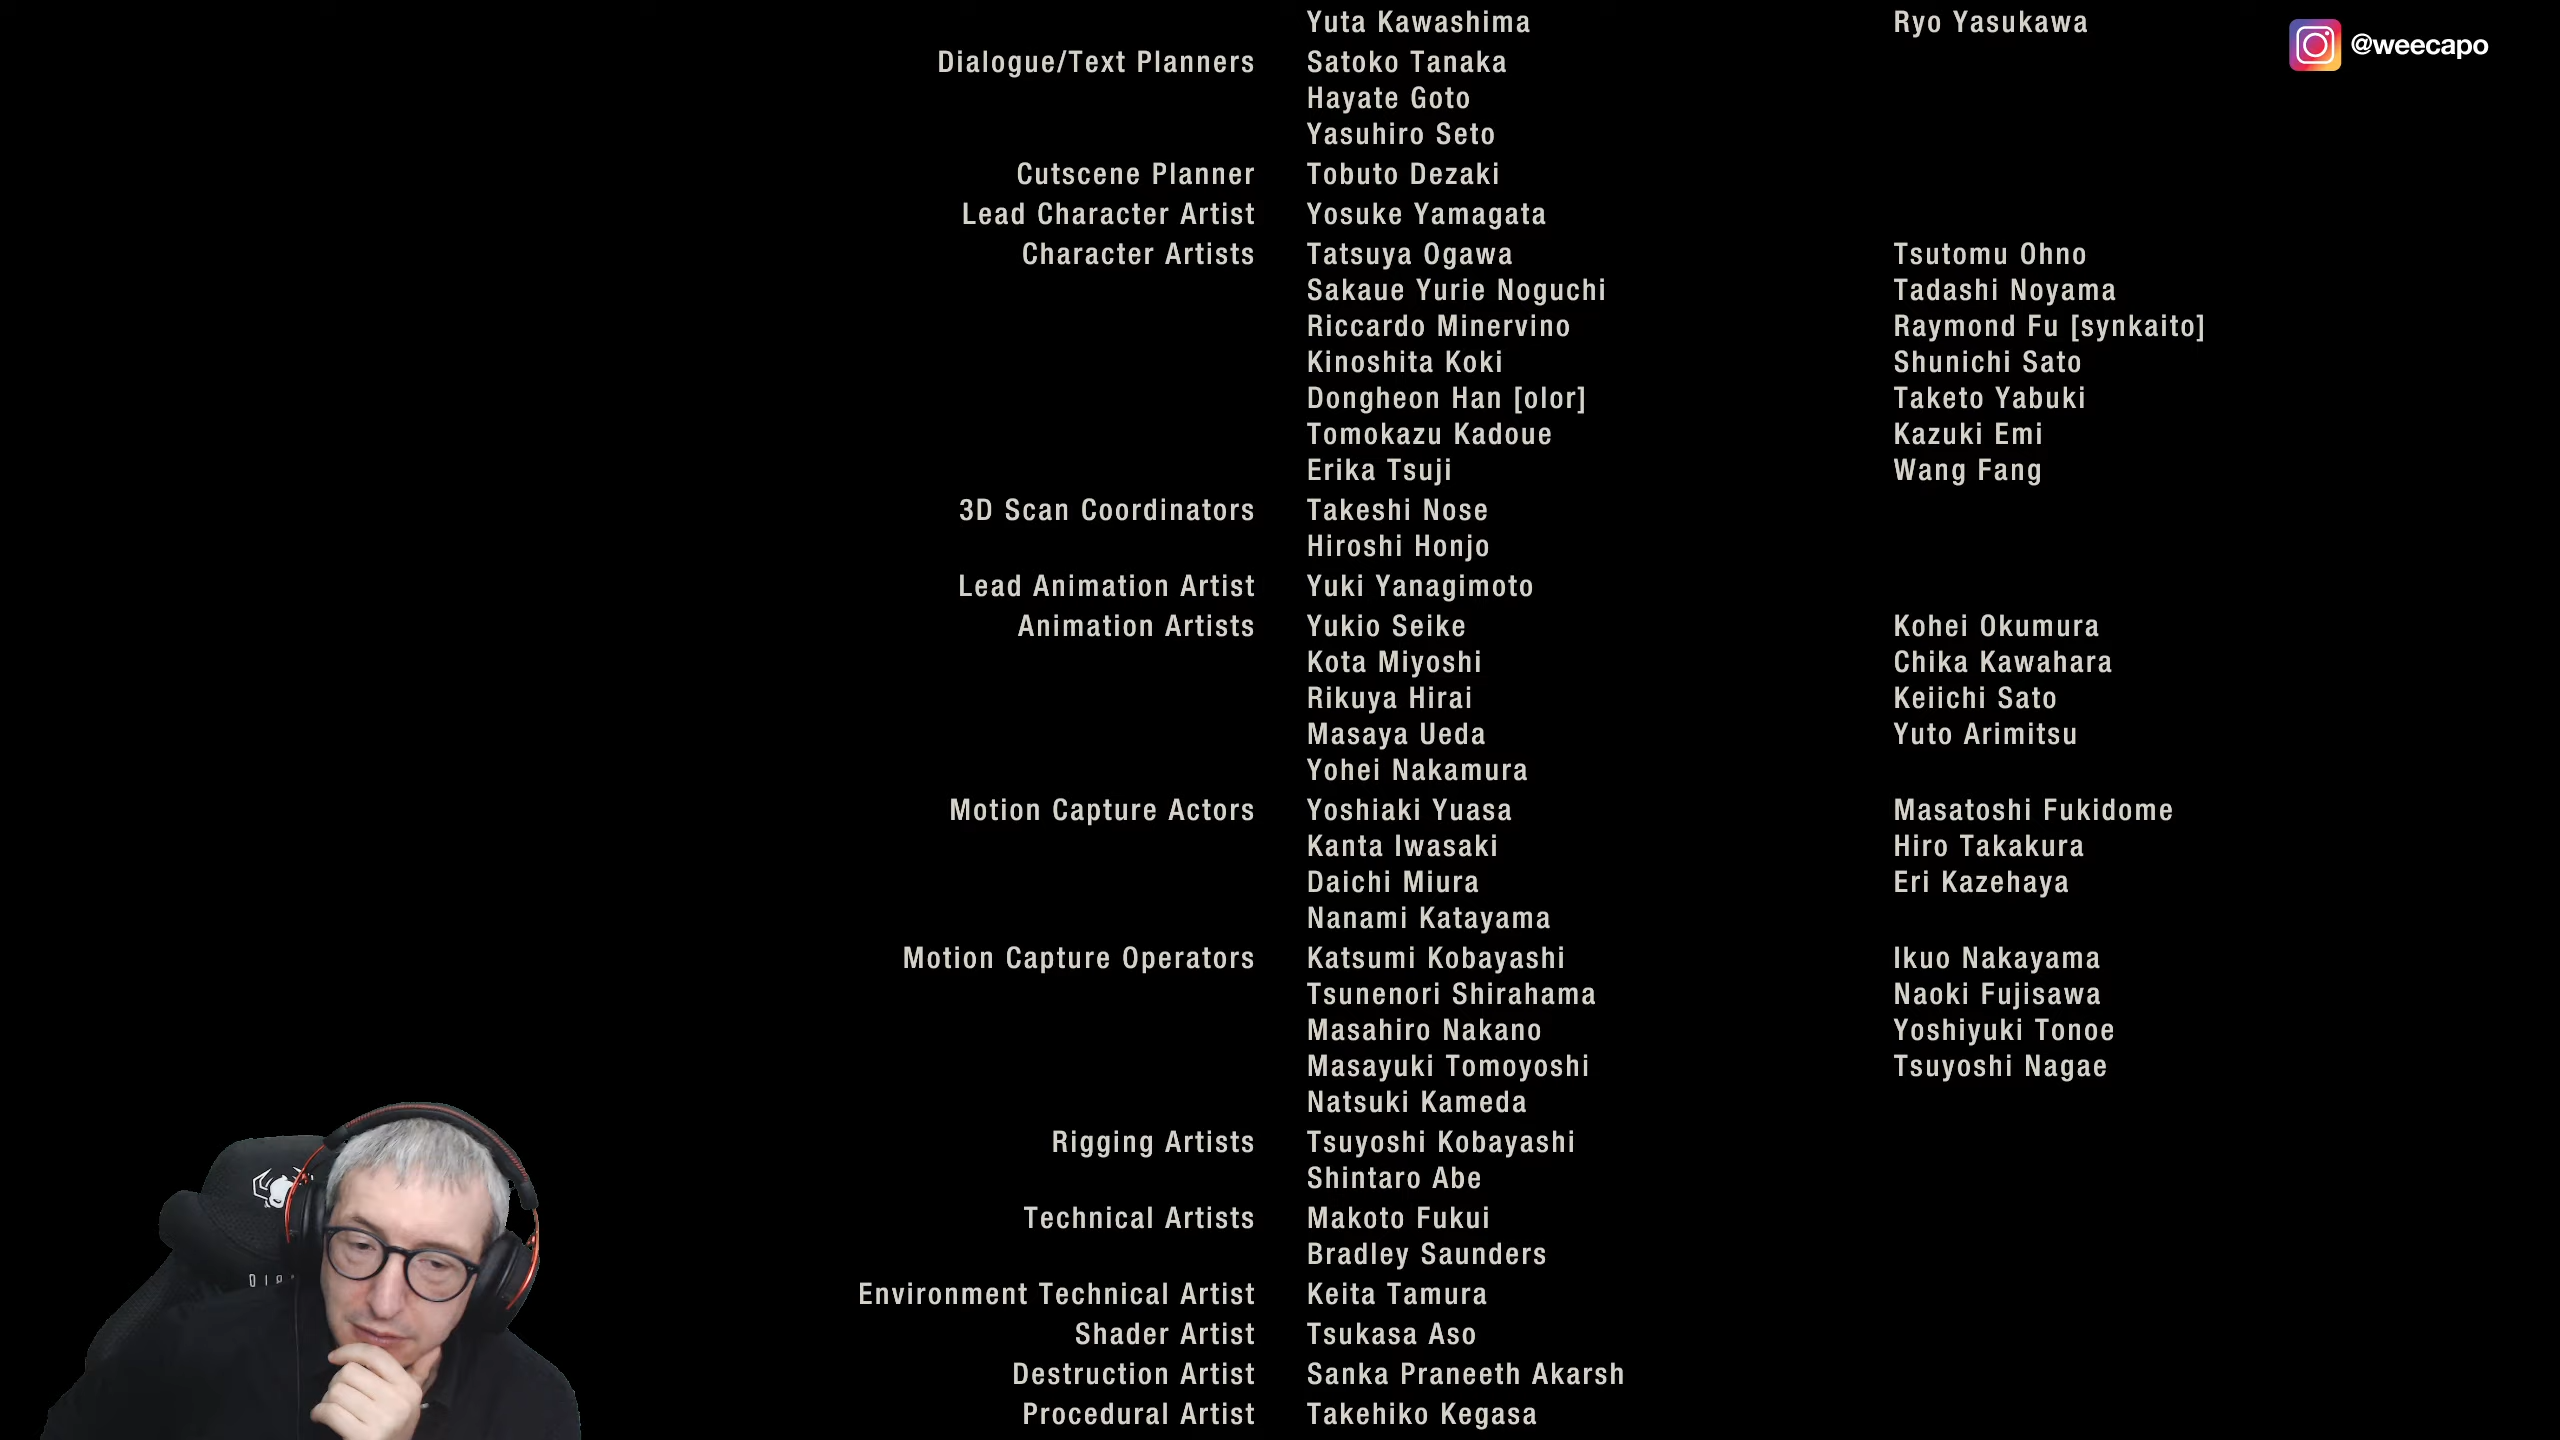 Yuta Kawashima Ryo Yasukawa
@weecapo
Dialogue/Text Planners Satoko Tanaka
Hayate Goto
Yasuhiro Seto
Cutscene Planner Tobuto Dezaki
Lead Character Artist Yosuke Yamagata
Character Artists Tatsuya Ogawa Tsutomu Ohno
Sakaue Yurie Noguchi Tadashi Noyama
Riccardo Minervino Raymond Fu [synkaito]
Kinoshita Koki Shunichi Sato
Dongheon Han [olor] Taketo Yabuki
Tomokazu Kadoue Kazuki Emi
Erika Tsuji Wang Fang
3D Scan Coordinators Takeshi Nose
Hiroshi Honjo
Lead Animation Artist Yuki Yanagimoto
Animation Artists Yukio Seike Kohei Okumura
Kota Miyoshi Chika Kawahara
Rikuya Hirai Keiichi Sato
Masaya Ueda Yuto Arimitsu
Yohei Nakamura
Motion Capture Actors Yoshiaki Yuasa Masatoshi Fukidome
Kanta Iwasaki Hiro Takakura
Daichi Miura Eri Kazehaya
Nanami Katayama
Motion Capture Operators Katsumi Kobayashi Ikuo Nakayama
Tsunenori Shirahama Naoki Fujisawa
Masahiro Nakano Yoshiyuki Tonoe
Masayuki Tomoyoshi Tsuyoshi Nagae
Natsuki Kameda
Rigging Artists Tsuyoshi Kobayashi
Shintaro Abe
Technical Artists Makoto Fukui
Bradley Saunders
Environment Technical Artist Keita Tamura
Shader Artist Tsukasa Aso
Destruction Artist Sanka Praneeth Akarsh
Procedural Artist Takehiko Kegasa